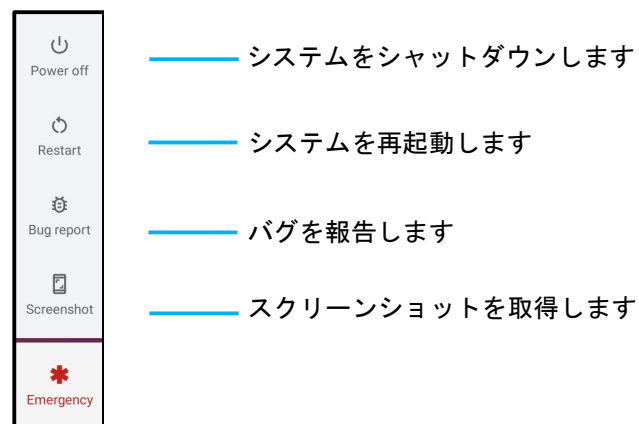 Power off
システムをシャットダウンします
Restart
システムを再起動します
Bug report
バグを報告します
Screenshot
スクリーンショットを取得します
Emergency